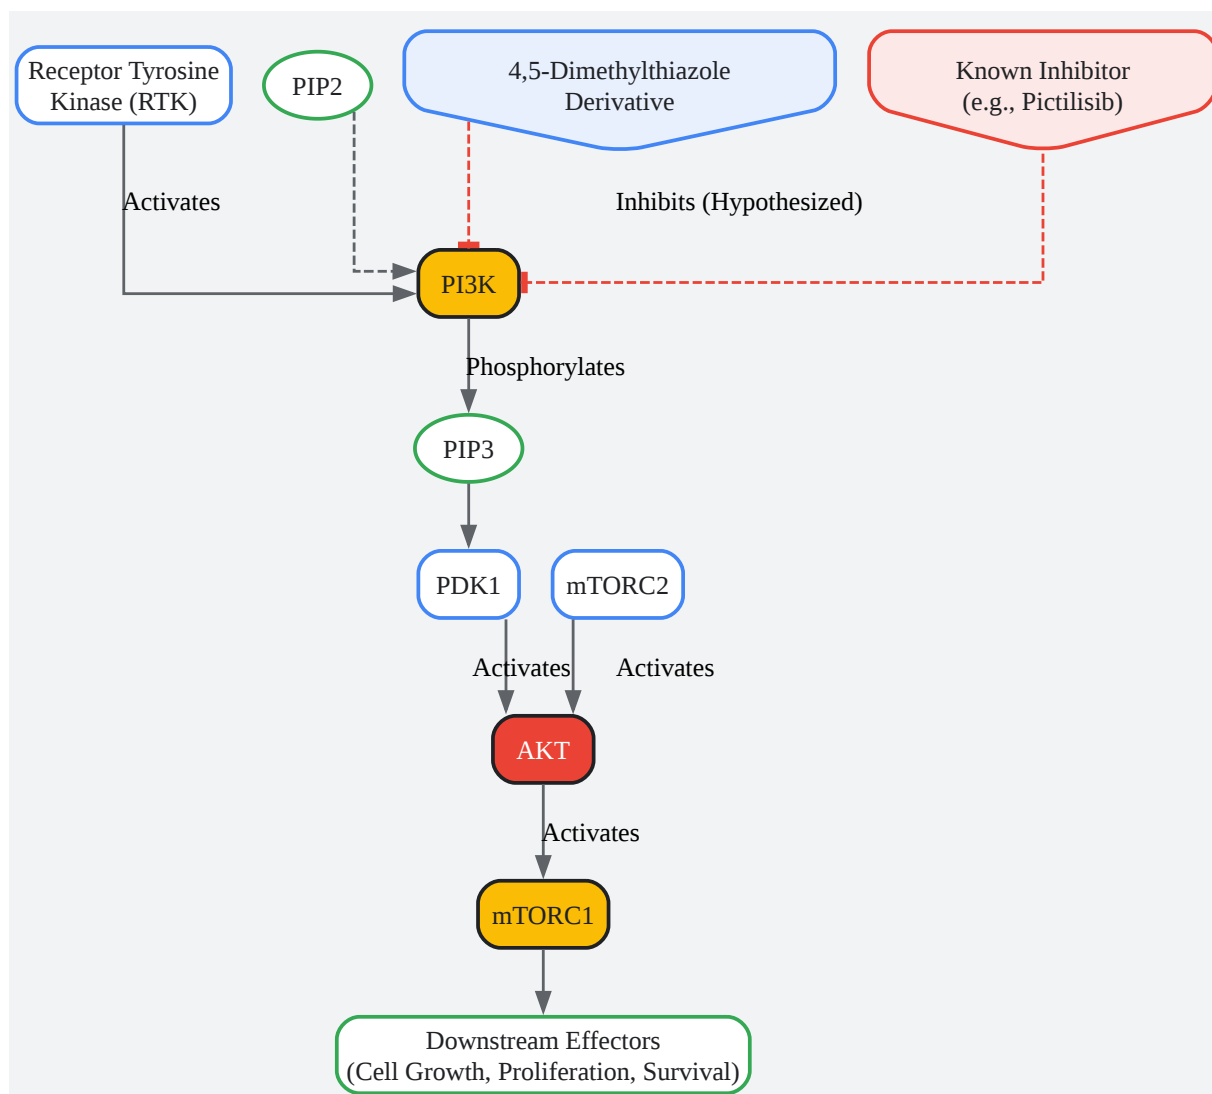 Receptor Tyrosine
Kinase (RTK)
PIP2
4,5-Dimethylthiazole
Derivative
Known Inhibitor
(e.g., Pictilisib)
Activates
Inhibits (Hypothesized)
PI3K
Phosphorylates
PIP3
PDK1
mTORC2
Activates
Activates
AKT
Activates
mTORC1
Downstream Effectors
(Cell Growth, Proliferation, Survival)